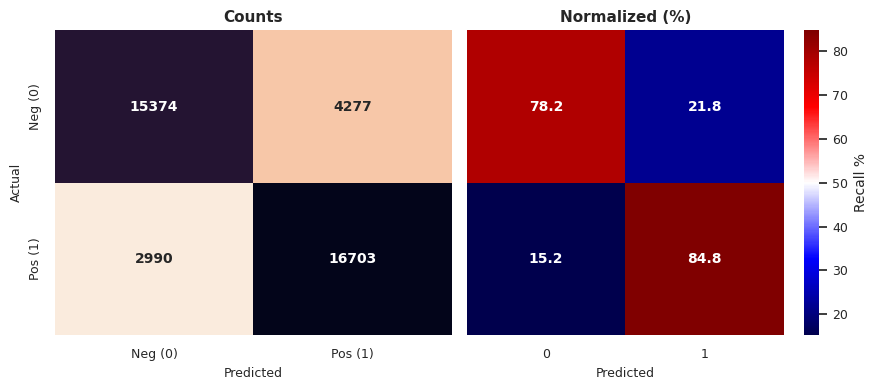 Counts
Normalized (%)
Actual
Neg (0)
15374
4277
78.2
21.8
Pos (1)
2990
16703
15.2
84.8
Neg (0)
Pos (1)
0
1
Predicted
Predicted
80
70
60
50
40
30
20
Recall %